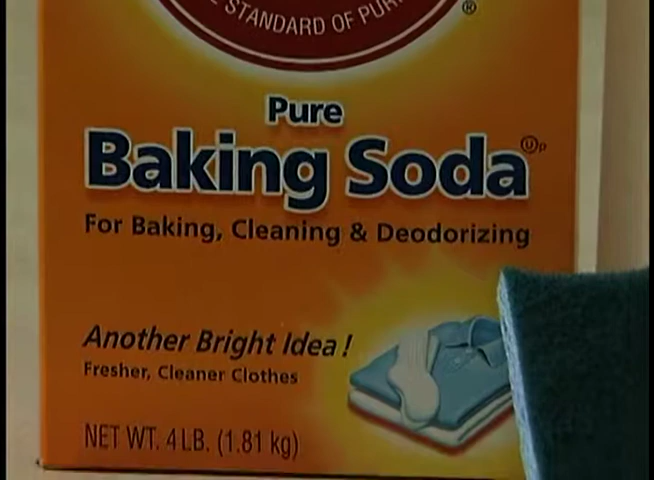 STANDARD OF PUR
®
Pure
Baking Soda Up
For Baking, Cleaning & Deodorizing
Another Bright Idea!
Fresher, Cleaner Clothes
NET WT. 4 LB. (1.81 kg)